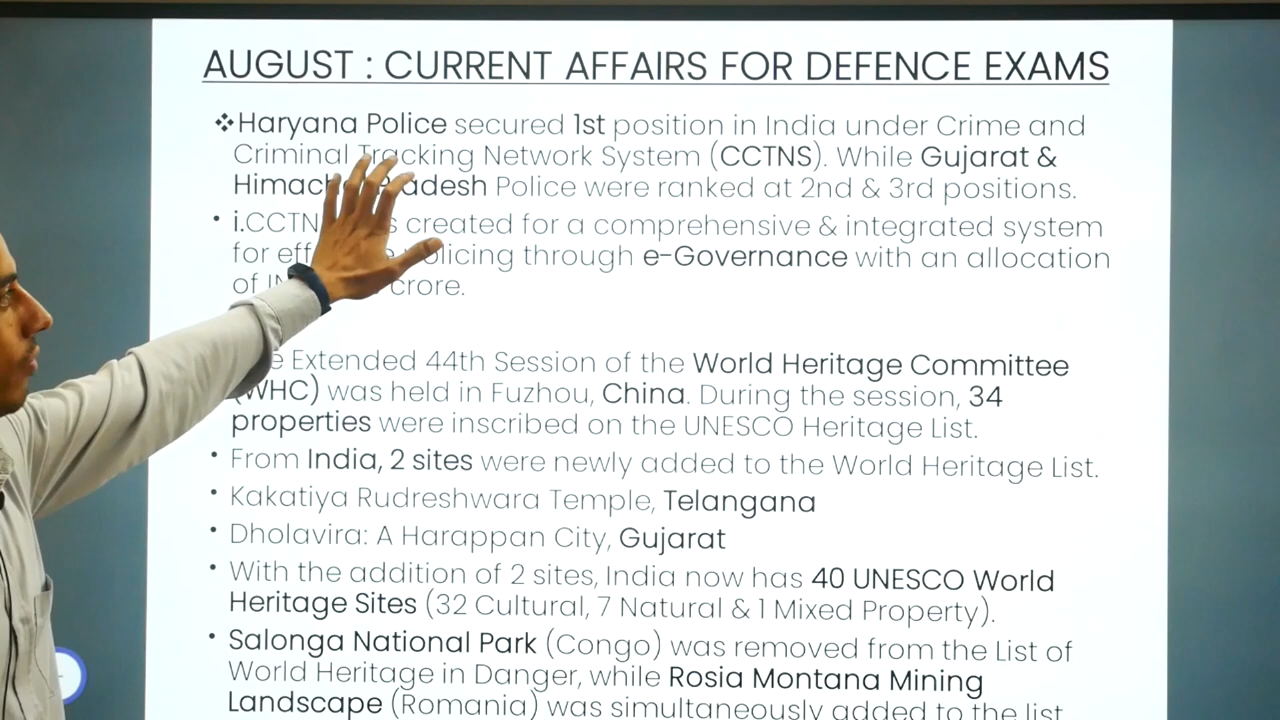 AUGUST : CURRENT AFFAIRS FOR DEFENCE EXAMS
❖Haryana Police secured 1st position in India under Crime and
Criminal Tracking Network System (CCTNS). While Gujarat &
Himachal Pradesh Police were ranked at 2nd & 3rd positions.
• i.CCTNS created for a comprehensive & integrated system
for policing through e-Governance with an allocation
of crore.
Extended 44th Session of the World Heritage Committee
(WHC) was held in Fuzhou, China. During the session, 34
properties were inscribed on the UNESCO Heritage List.
• From India, 2 sites were newly added to the World Heritage List.
• Kakatiya Rudreshwara Temple, Telangana
• Dholavira: A Harappan City, Gujarat
• With the addition of 2 sites, India now has 40 UNESCO World
Heritage Sites (32 Cultural, 7 Natural & 1 Mixed Property).
• Salonga National Park (Congo) was removed from the List of
World Heritage in Danger, while Rosia Montana Mining
Landscape (Romania) was simultaneously added to the list